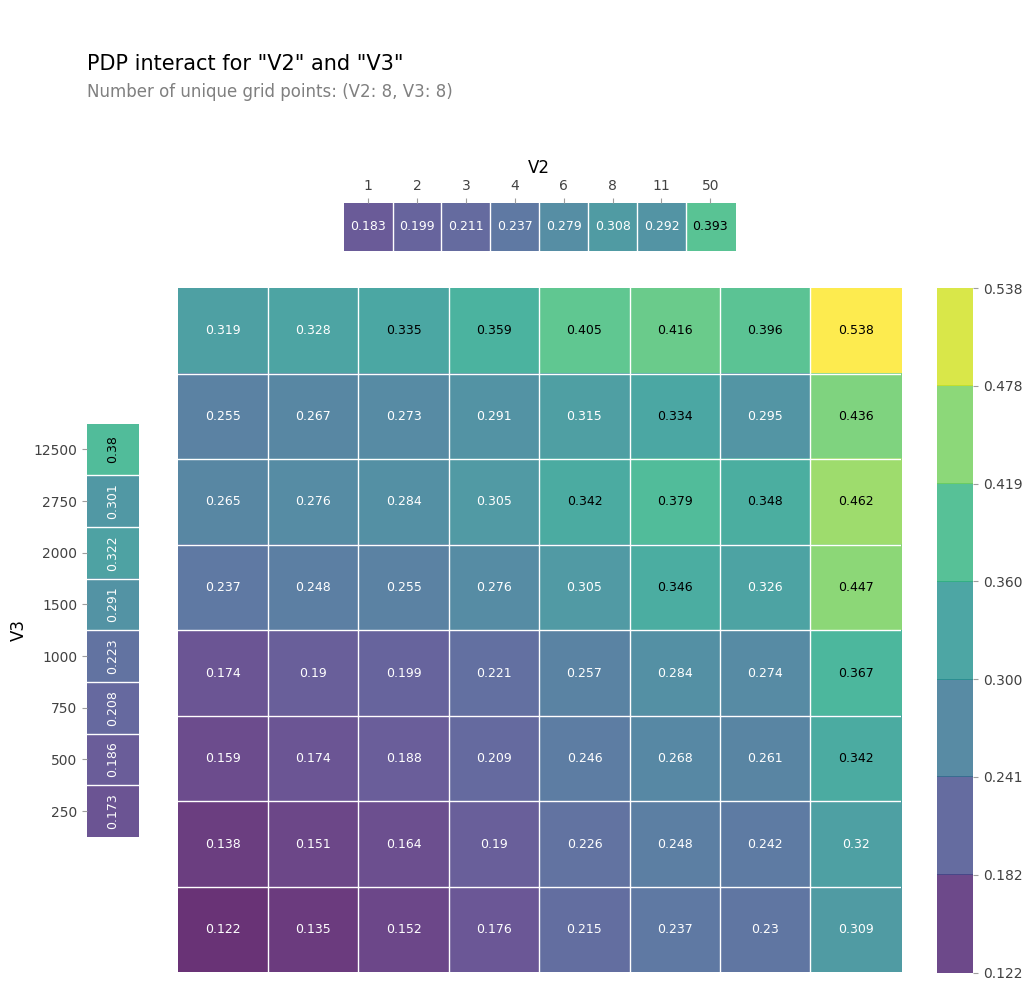 PDP interact for "V2" and "V3"
Number of unique grid points: (V2: 8, V3: 8)
V2
1 2 3 4 6 8 11 50
0.183 0.199 0.211 0.237 0.279 0.308 0.292 0.393
V3
12500 0.38
2750 0.301
2000 0.322
1500 0.291
1000 0.223
750 0.208
500 0.186
250 0.173
0.319 0.328 0.335 0.359 0.405 0.416 0.396 0.538
0.255 0.267 0.273 0.291 0.315 0.334 0.295 0.436
0.265 0.276 0.284 0.305 0.342 0.379 0.348 0.462
0.237 0.248 0.255 0.276 0.305 0.346 0.326 0.447
0.174 0.19 0.199 0.221 0.257 0.284 0.274 0.367
0.159 0.174 0.188 0.209 0.246 0.268 0.261 0.342
0.138 0.151 0.164 0.19 0.226 0.248 0.242 0.32
0.122 0.135 0.152 0.176 0.215 0.237 0.23 0.309
0.538
0.478
0.419
0.360
0.300
0.241
0.182
0.122